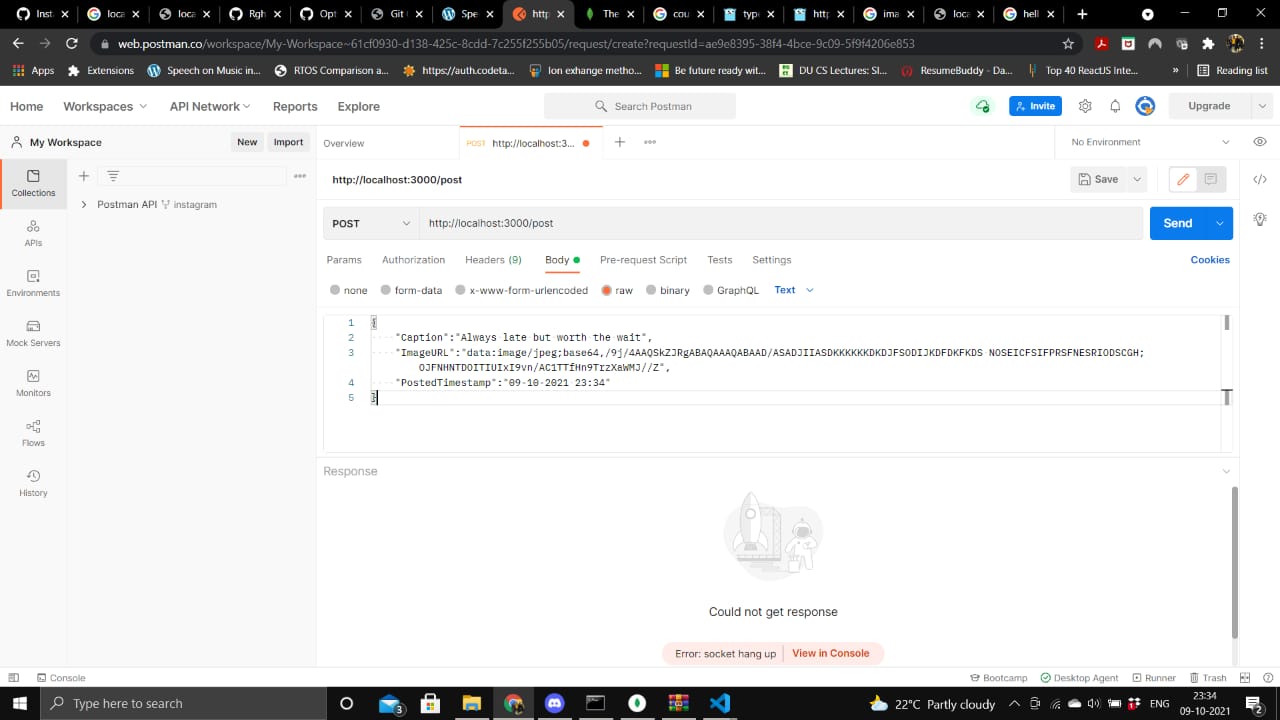 Insta
loca
loca
Rgh
Opt
Git
Spe
http
The
cou
type
http
ima
loca
hell
web.postman.co/workspace/My-Workspace~61cf0930-d138-425c-8cdd-7c255f255b05/request/create?requestId=ae9e8395-38f4-4bce-9c09-5f9f4206e853
Apps Extensions Speech on Music in... RTOS Comparison a... https://auth.codeta... Ion exhange metho... Be future ready wit... DU CS Lectures: Sl... ResumeBuddy - Da... Top 40 ReactJS Inte... » Reading list
Home Workspaces API Network Reports Explore Search Postman Invite Upgrade
My Workspace New Import Overview POST http://localhost:3... No Environment
Collections
APIs
Environments
Mock Servers
Monitors
Flows
History
Postman API instagram
http://localhost:3000/post Save
POST http://localhost:3000/post Send
Params Authorization Headers (9) Body Pre-request Script Tests Settings Cookies
none form-data x-www-form-urlencoded raw binary GraphQL Text
1 {
2 "Caption":"Always late but worth the wait",
3 "ImageURL":"data:image/jpeg;base64,/9j/4AAQSkZJRgABAQAAAQABAAD/ASADJIIASDKKKKKKDKDJFSODIJKDFDKFKDS NOSEICFSIFPRSFNESRIODSCGH;
OJFNHNTDOITIUIxI9vn/AC1TTfHn9TrzXaWMJ//Z",
4 "PostedTimestamp":"09-10-2021 23:34"
5 }
Response
Could not get response
Error: socket hang up View in Console
Console Bootcamp Desktop Agent Runner Trash
Type here to search 3 22°C Partly cloudy ENG 23:34
09-10-2021 2